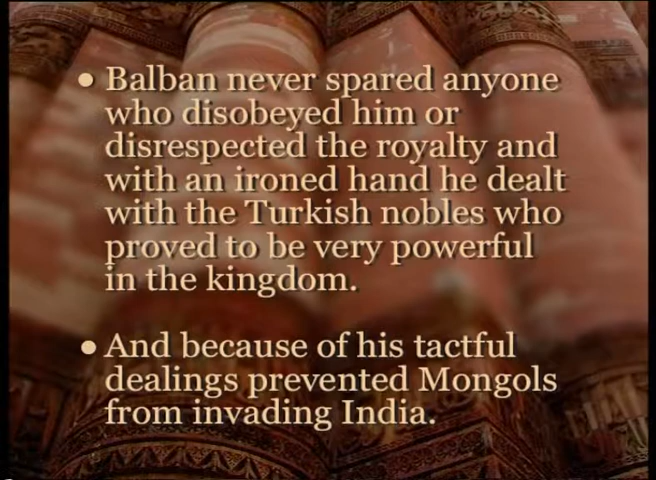 • Balban never spared anyone
who disobeyed him or
disrespected the royalty and
with an ironed hand he dealt
with the Turkish nobles who
proved to be very powerful
in the kingdom.
• And because of his tactful
dealings prevented Mongols
from invading India.